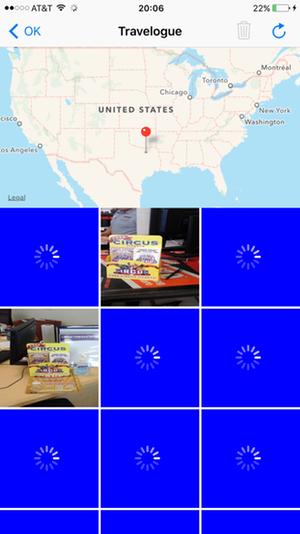 AT&T 20:06 22%
OK Travelogue
Toronto
Montréal
Chicago
UNITED STATES
New York
Washington
cisco
os Angeles
Legal
CIRCUS
CIRCUS